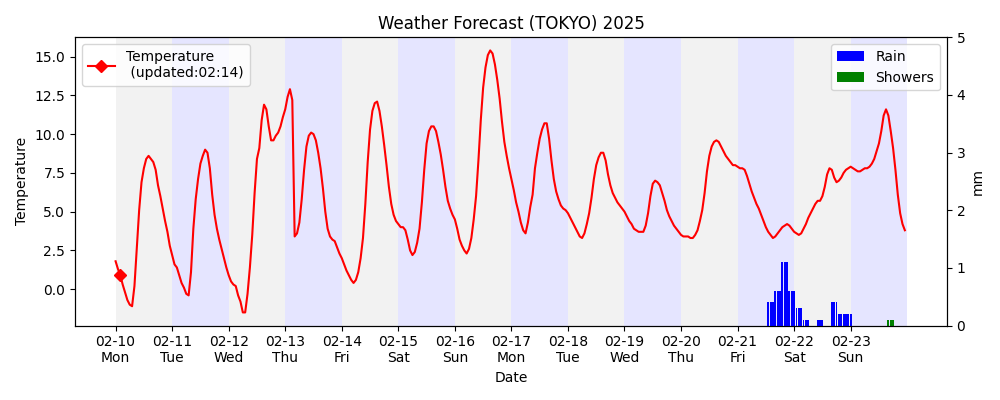 Weather Forecast (TOKYO) 2025
Temperature
(updated:02:14)
Rain
Showers
15.0
12.5
10.0
7.5
5.0
2.5
0.0
Temperature
5
4
3
2
1
0
mm
02-10 02-11 02-12 02-13 02-14 02-15 02-16 02-17 02-18 02-19 02-20 02-21 02-22 02-23
Mon Tue Wed Thu Fri Sat Sun Mon Tue Wed Thu Fri Sat Sun
Date